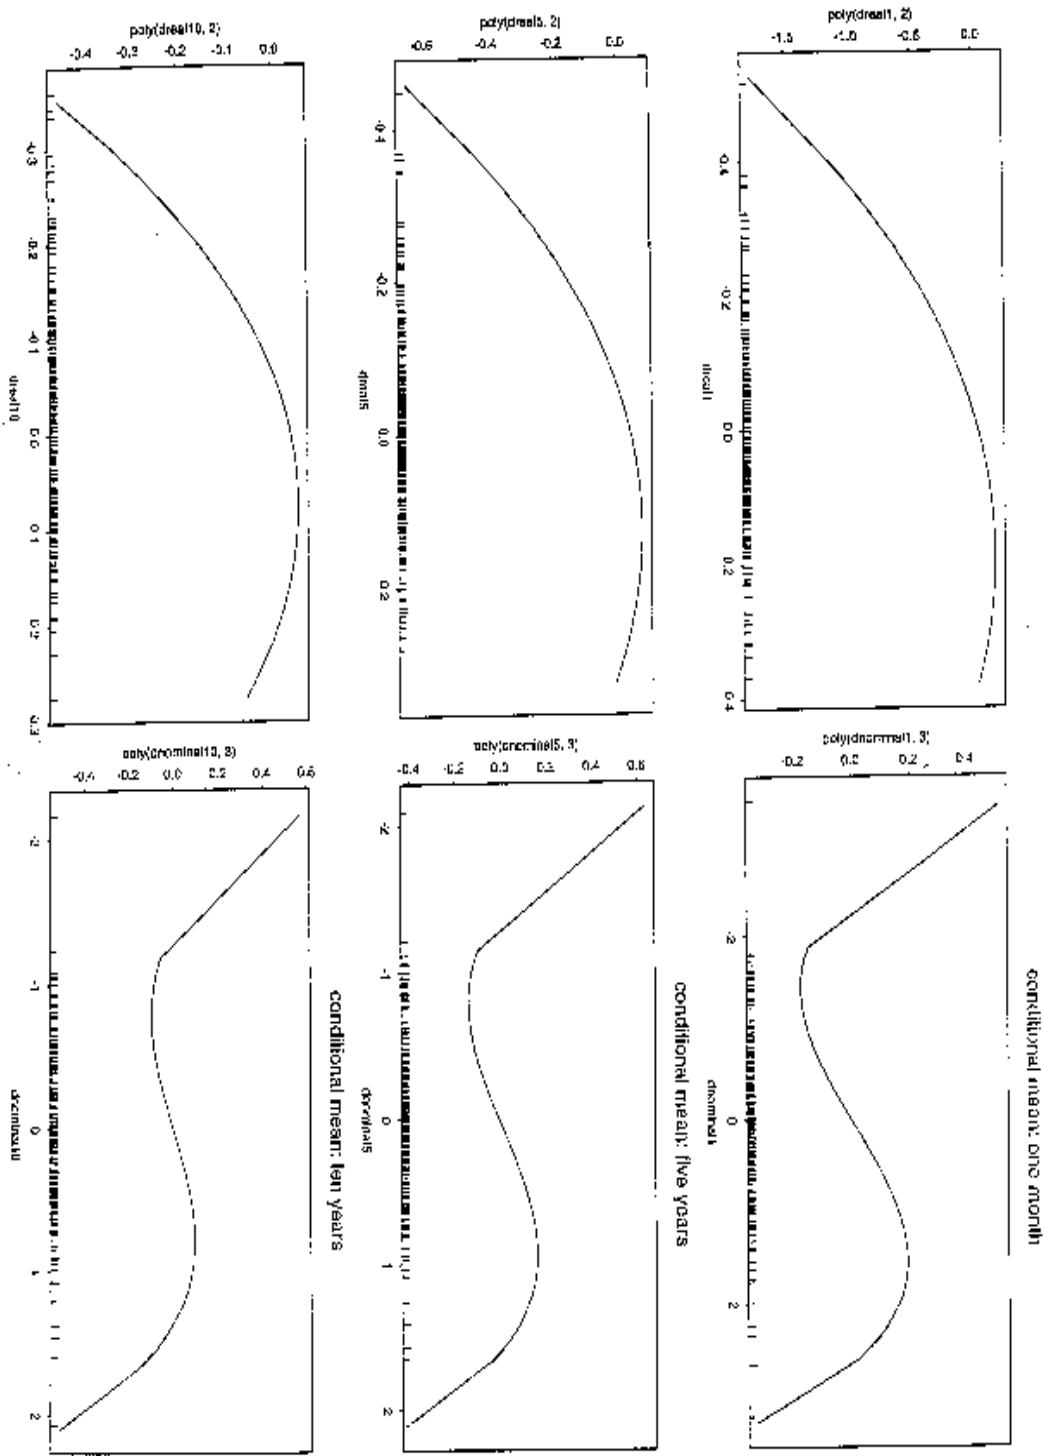 conditional mean: one month
poly(dreal1, 2)
-1.5 -1.0 -0.5 0.0
-0.4 -0.2 0.0 0.2 0.4
dreal1
poly(dnominal1, 3)
-0.2 0.0 0.2 0.4
-2 0 2
dnominal1
conditional mean: five years
poly(dreal5, 2)
-0.6 -0.4 -0.2 0.0
-0.4 -0.2 0.0 0.2
dreal5
poly(dnominal5, 3)
-0.4 -0.2 0.0 0.2 0.4 0.6
-2 -1 0 1 2
dnominal5
conditional mean: ten years
poly(dreal10, 2)
-0.4 -0.3 -0.2 -0.1 0.0
-0.3 -0.2 -0.1 0.0 0.1 0.2 0.3
dreal10
poly(dnominal10, 3)
-0.4 -0.2 0.0 0.2 0.4 0.6
-2 -1 0 1 2
dnominal10